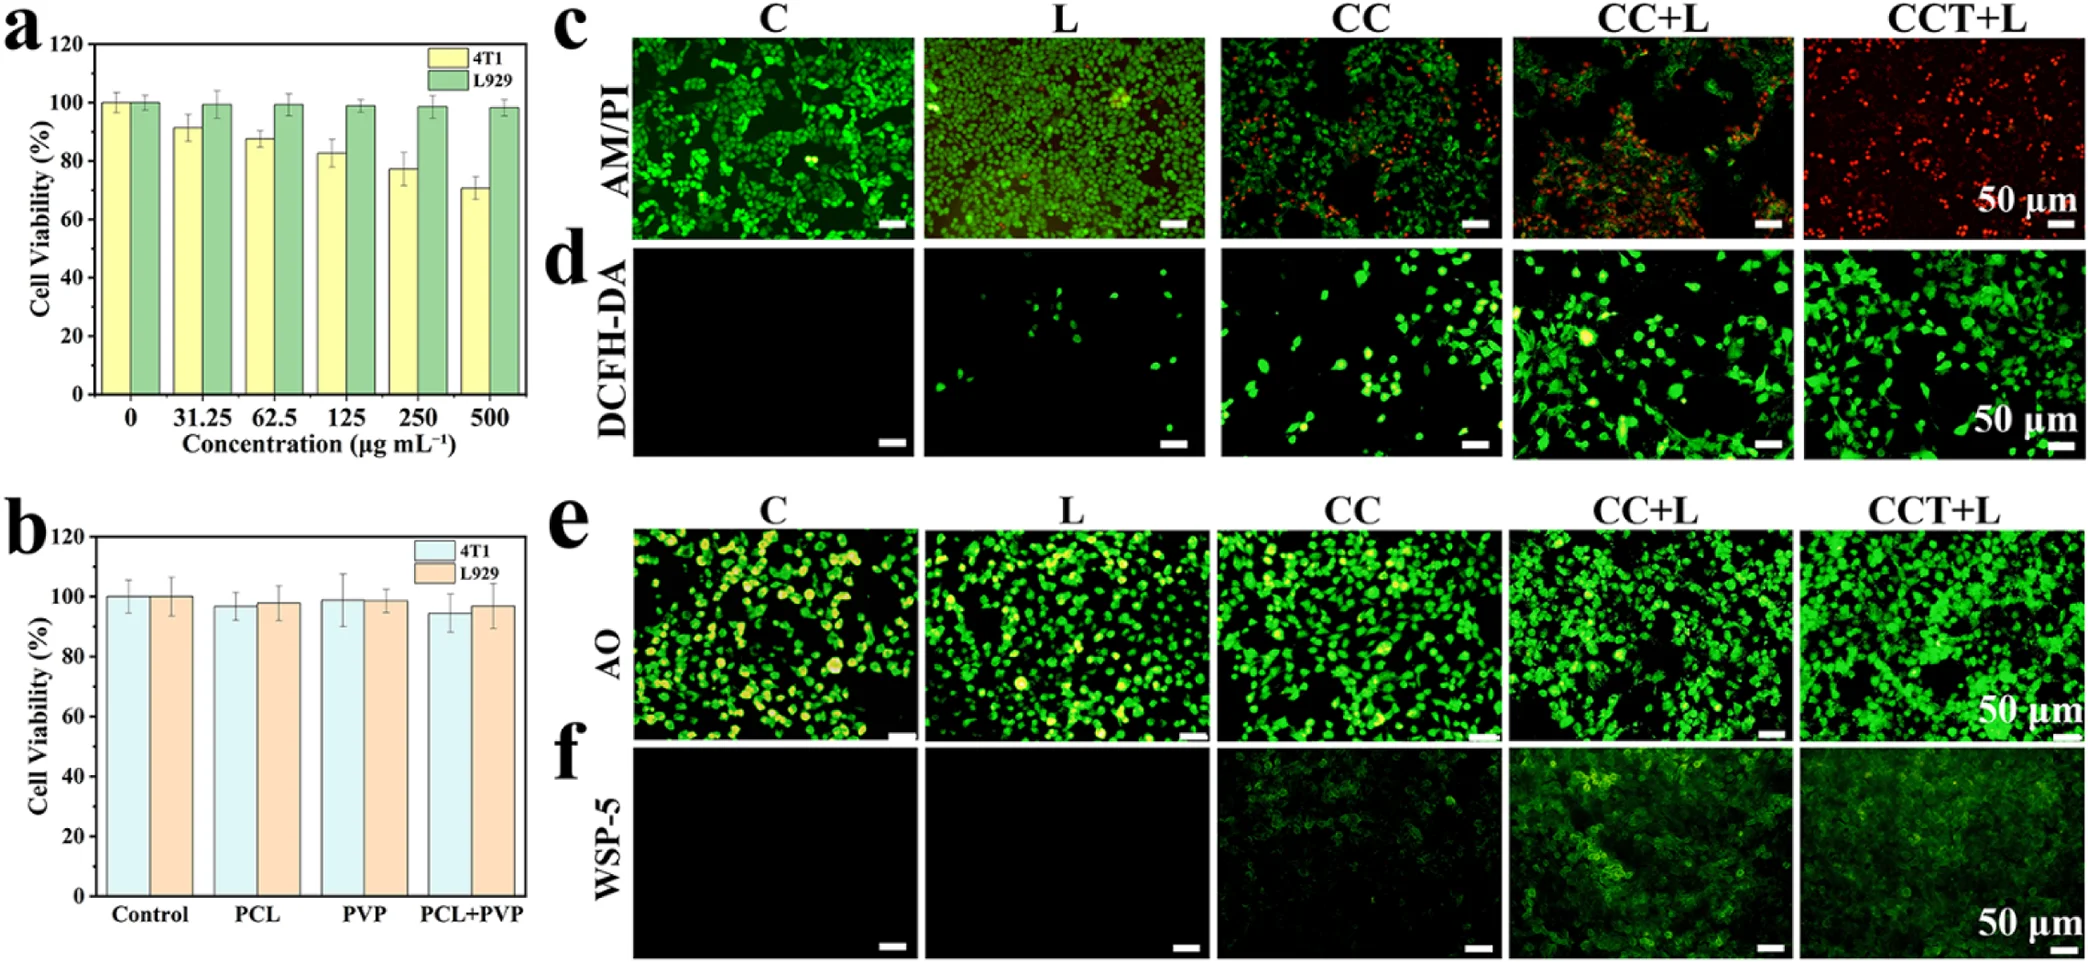 a
120
100
80
60
40
20
0
Cell Viability (%)
4T1
L929
0 31.25 62.5 125 250 500
Concentration (μg mL⁻¹)
b
120
100
80
60
40
20
0
Cell Viability (%)
4T1
L929
Control PCL PVP PCL+PVP
c
C L CC CC+L CCT+L
AM/PI
50 μm
d
DCFH-DA
50 μm
e
C L CC CC+L CCT+L
AO
50 μm
f
WSP-5
50 μm